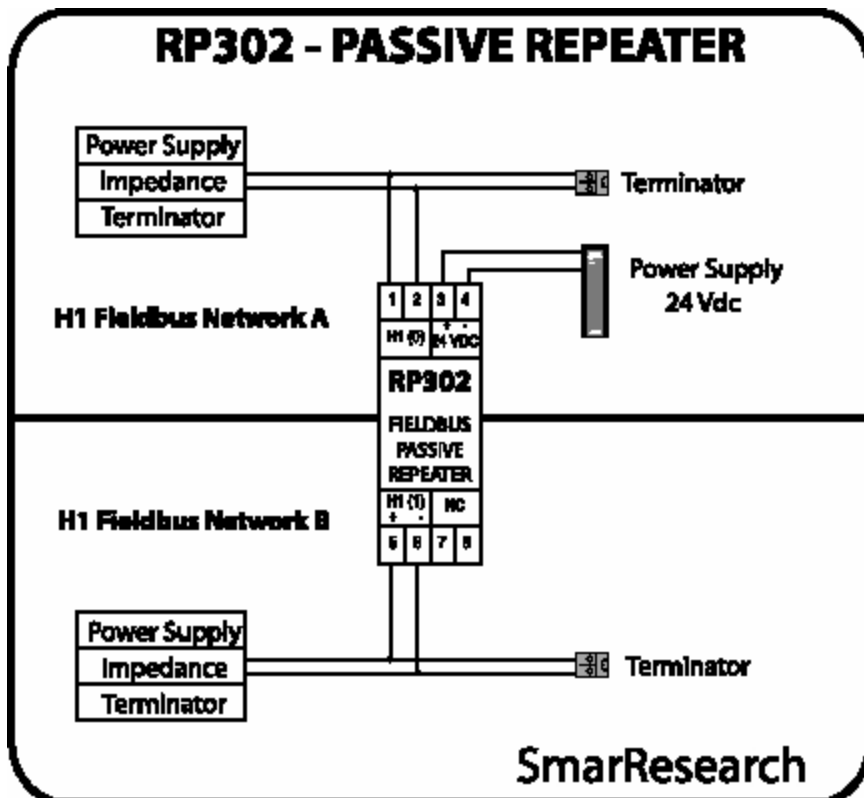 RP302 - PASSIVE REPEATER
Power Supply
Impedance
Terminator
Terminator
Power Supply
24 Vdc
H1 Fieldbus Network A
1 2 3 4
+ -
H1 (0) 24 VDC
RP302
FIELDBUS
PASSIVE
REPEATER
H1 (1) NC
+ -
5 6 7 8
H1 Fieldbus Network B
Power Supply
Impedance
Terminator
Terminator
SmarResearch